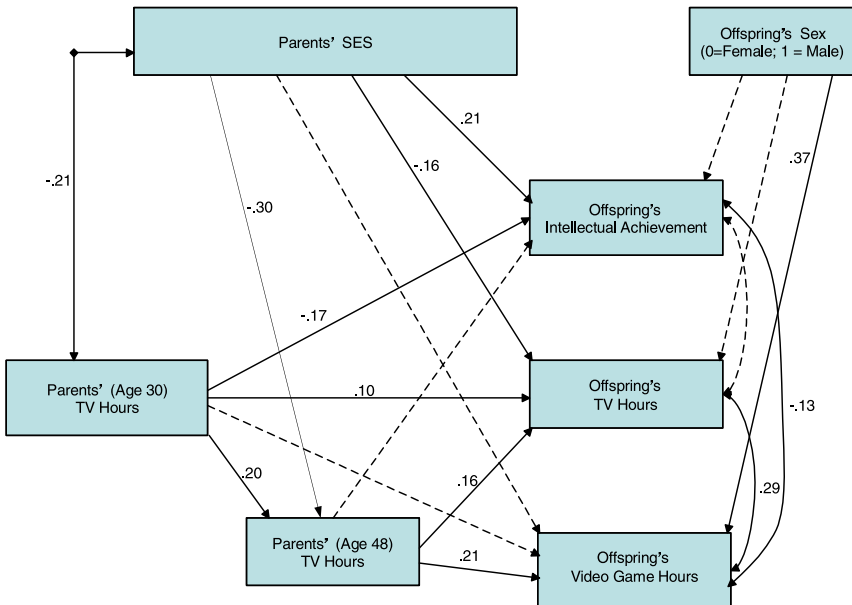 Parents' SES
Offspring's Sex
(0=Female; 1 = Male)
.21
.37
-.16
-.21
Offspring's
Intellectual Achievement
-.30
-.17
Parents' (Age 30)
TV Hours
.10
Offspring's
TV Hours
-.13
.20
.16
.29
Parents' (Age 48)
TV Hours
.21
Offspring's
Video Game Hours